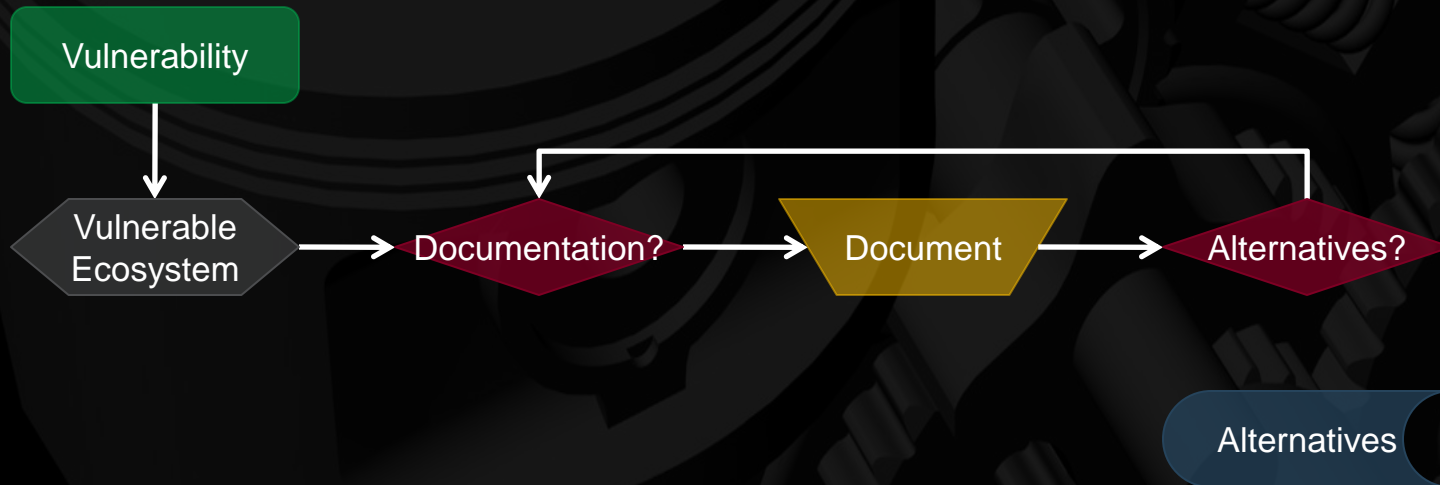 Vulnerability
Vulnerable
Ecosystem
Documentation?
Document
Alternatives?
Alternatives